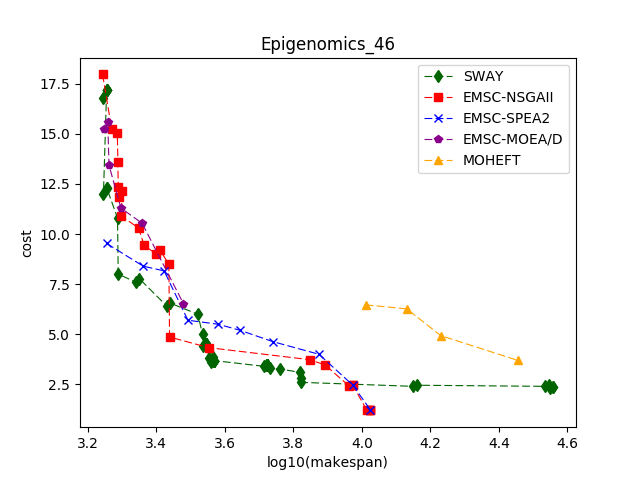 Epigenomics_46
SWAY
EMSC-NSGAII
EMSC-SPEA2
EMSC-MOEA/D
MOHEFT
cost
17.5
15.0
12.5
10.0
7.5
5.0
2.5
3.2 3.4 3.6 3.8 4.0 4.2 4.4 4.6
log10(makespan)